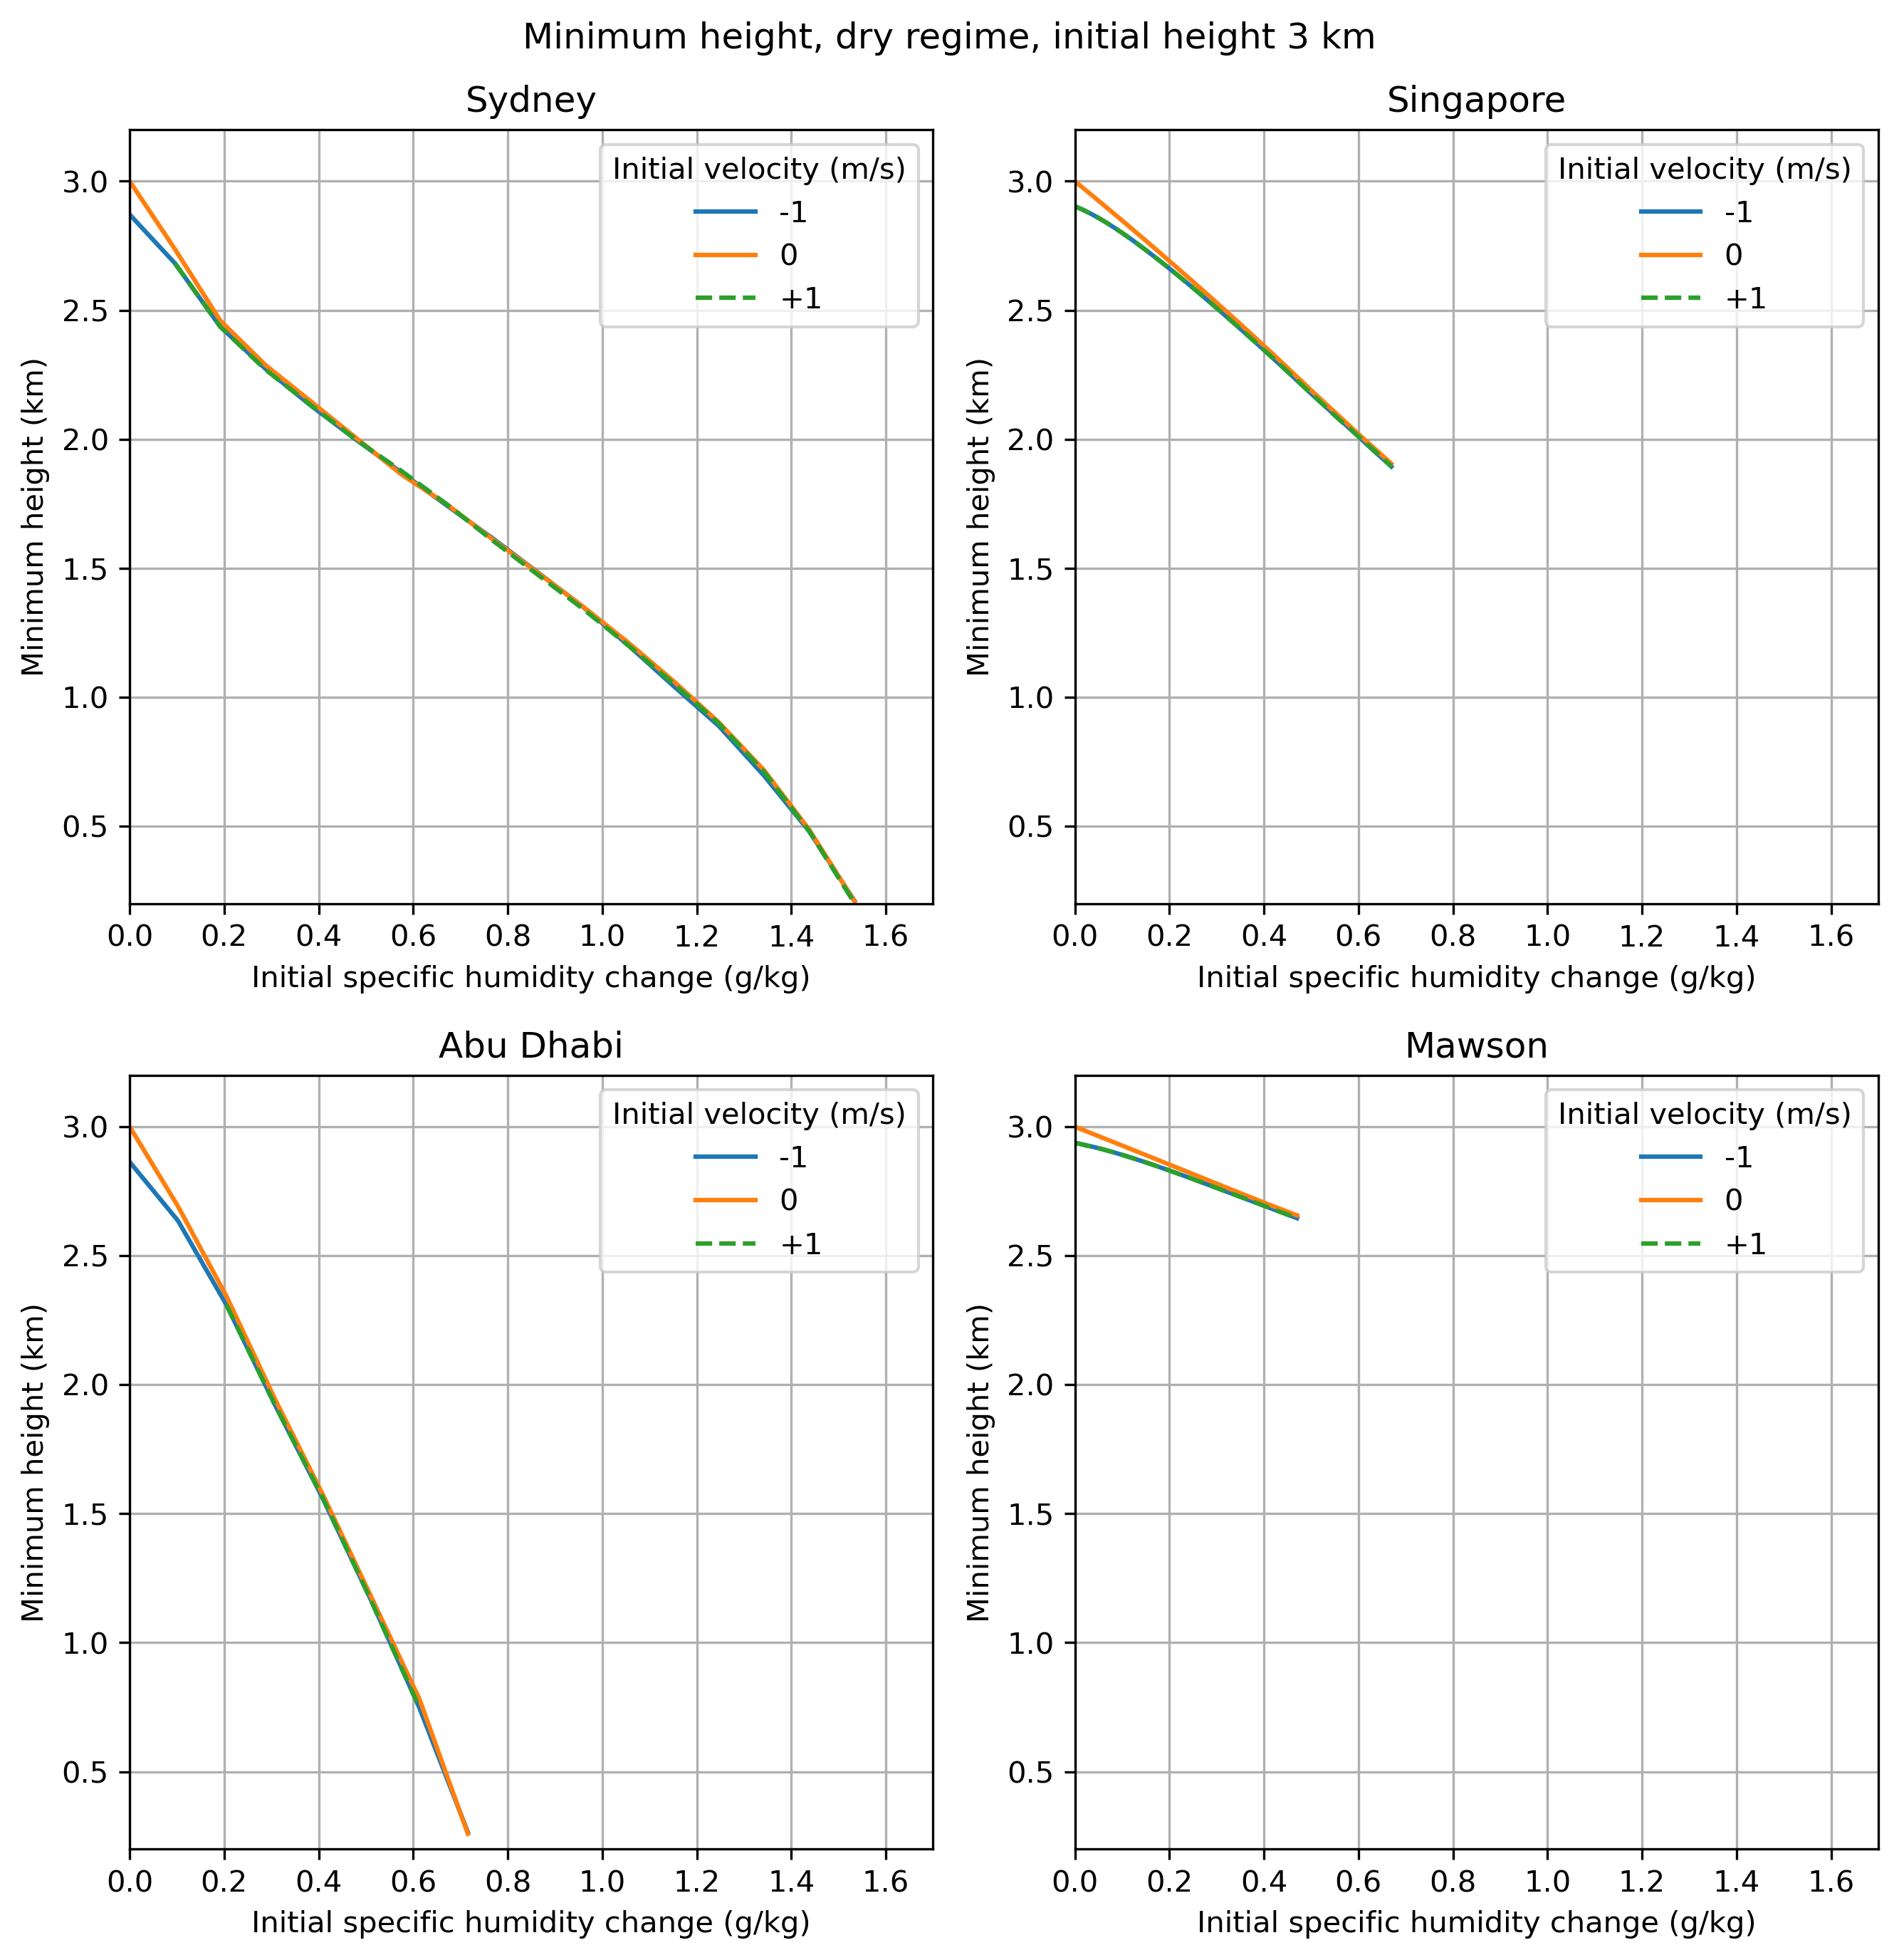 Minimum height, dry regime, initial height 3 km
Sydney
Minimum height (km)
3.0
2.5
2.0
1.5
1.0
0.5
0.0 0.2 0.4 0.6 0.8 1.0 1.2 1.4 1.6
Initial specific humidity change (g/kg)
Initial velocity (m/s)
-1
0
+1
Singapore
Minimum height (km)
3.0
2.5
2.0
1.5
1.0
0.5
0.0 0.2 0.4 0.6 0.8 1.0 1.2 1.4 1.6
Initial specific humidity change (g/kg)
Initial velocity (m/s)
-1
0
+1
Abu Dhabi
Minimum height (km)
3.0
2.5
2.0
1.5
1.0
0.5
0.0 0.2 0.4 0.6 0.8 1.0 1.2 1.4 1.6
Initial specific humidity change (g/kg)
Initial velocity (m/s)
-1
0
+1
Mawson
Minimum height (km)
3.0
2.5
2.0
1.5
1.0
0.5
0.0 0.2 0.4 0.6 0.8 1.0 1.2 1.4 1.6
Initial specific humidity change (g/kg)
Initial velocity (m/s)
-1
0
+1